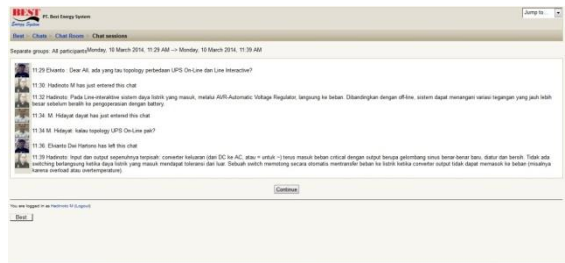 BEST
Energy System
PT. Best Energy System
Jump to...
Best :: Chats :: Chat Room :: Chat sessions
Separate groups: All participants Monday, 10 March 2014, 11:29 AM --> Monday, 10 March 2014, 11:39 AM
11:29 Elvanto : Dear All, ada yang tau topology perbedaan UPS On-Line dan Line Interactive?
11:30: Hadinoto M has just entered this chat
11:32 Hadinoto: Pada Line-interaktive sistem daya listrik yang masuk, melalui AVR-Automatic Voltage Regulator, langsung ke beban. Dibandingkan dengan off-line, sistem dapat menangani variasi tegangan yang jauh lebih
besar sebelum beralih ke pengoperasian dengan battery.
11:34: M. Hidayat dayat has just entered this chat
11:34 M. Hidayat: kalau topology UPS On-Line pak?
11:36: Elvianto Dwi Hartono has left this chat
11:39 Hadinoto: Input dan output sepenuhnya terpisah: converter keluaran (dari DC ke AC, atau = untuk ~) terus masuk beban critical dengan output berupa gelombang sinus benar-benar baru, diatur dan bersih. Tidak ada
switching berlangsung ketika daya listrik yang masuk mendapat toleransi dan luar. Sebuah switch memotong secara otomatis mentransfer beban ke listrik ketika converter output tidak dapat memasok ke beban (misalnya
karena overload atau overtemperature)
Continue
You are logged in as Hadinoto M (Logout)
Best